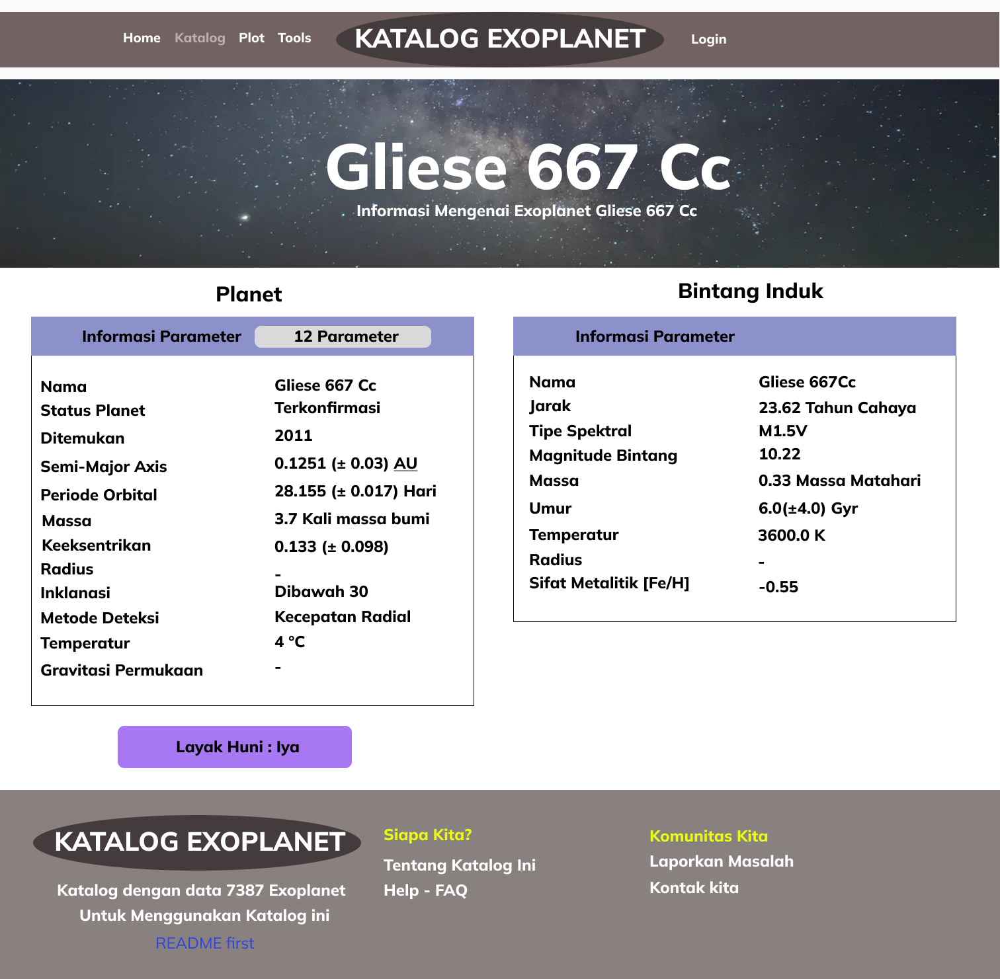 Home Katalog Plot Tools KATALOG EXOPLANET Login
Gliese 667 Cc
Informasi Mengenai Exoplanet Gliese 667 Cc
Planet
Informasi Parameter 12 Parameter
Nama Gliese 667 Cc
Status Planet Terkonfirmasi
Ditemukan 2011
Semi-Major Axis 0.1251 (± 0.03) AU
Periode Orbital 28.155 (± 0.017) Hari
Massa 3.7 Kali massa bumi
Keeksentrikan 0.133 (± 0.098)
Radius -
Inklanasi Dibawah 30
Metode Deteksi Kecepatan Radial
Temperatur 4 °C
Gravitasi Permukaan -
Layak Huni : Iya
Bintang Induk
Informasi Parameter
Nama Gliese 667Cc
Jarak 23.62 Tahun Cahaya
Tipe Spektral M1.5V
Magnitude Bintang 10.22
Massa 0.33 Massa Matahari
Umur 6.0(±4.0) Gyr
Temperatur 3600.0 K
Radius -
Sifat Metalitik [Fe/H] -0.55
KATALOG EXOPLANET
Katalog dengan data 7387 Exoplanet
Untuk Menggunakan Katalog ini
README first
Siapa Kita?
Tentang Katalog Ini
Help - FAQ
Komunitas Kita
Laporkan Masalah
Kontak kita